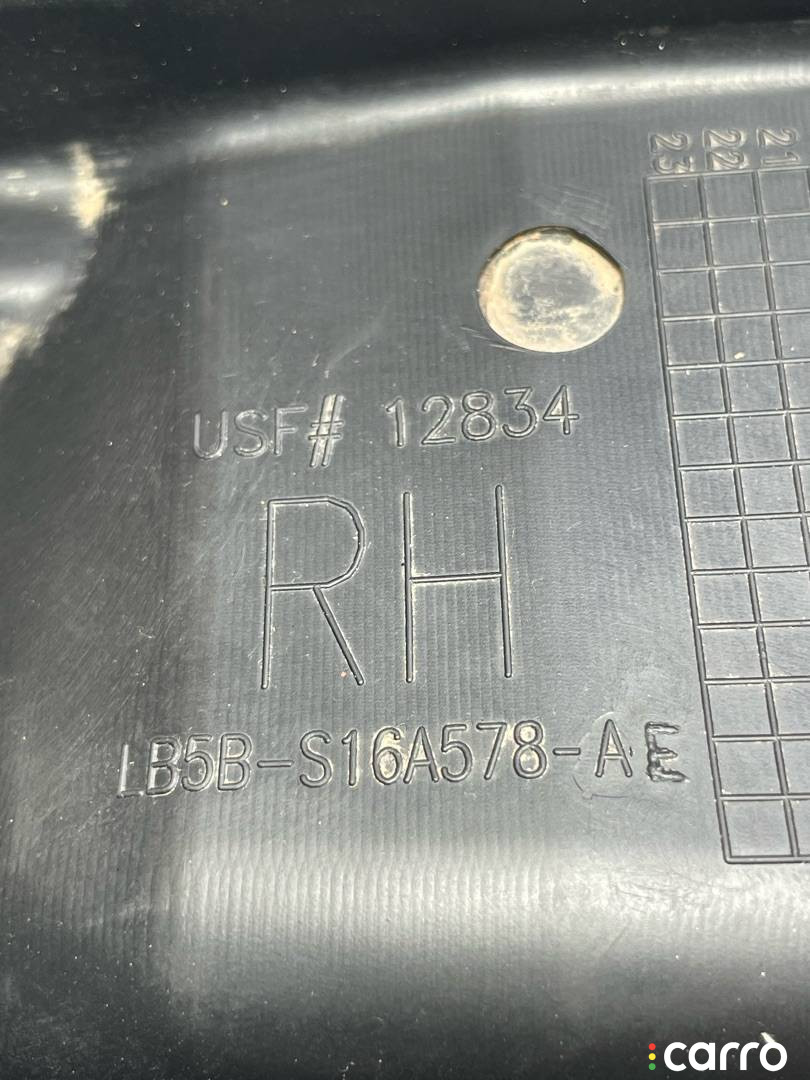 23 22 21
USF# 12834
RH
LB5B-S16A578-AE
carro